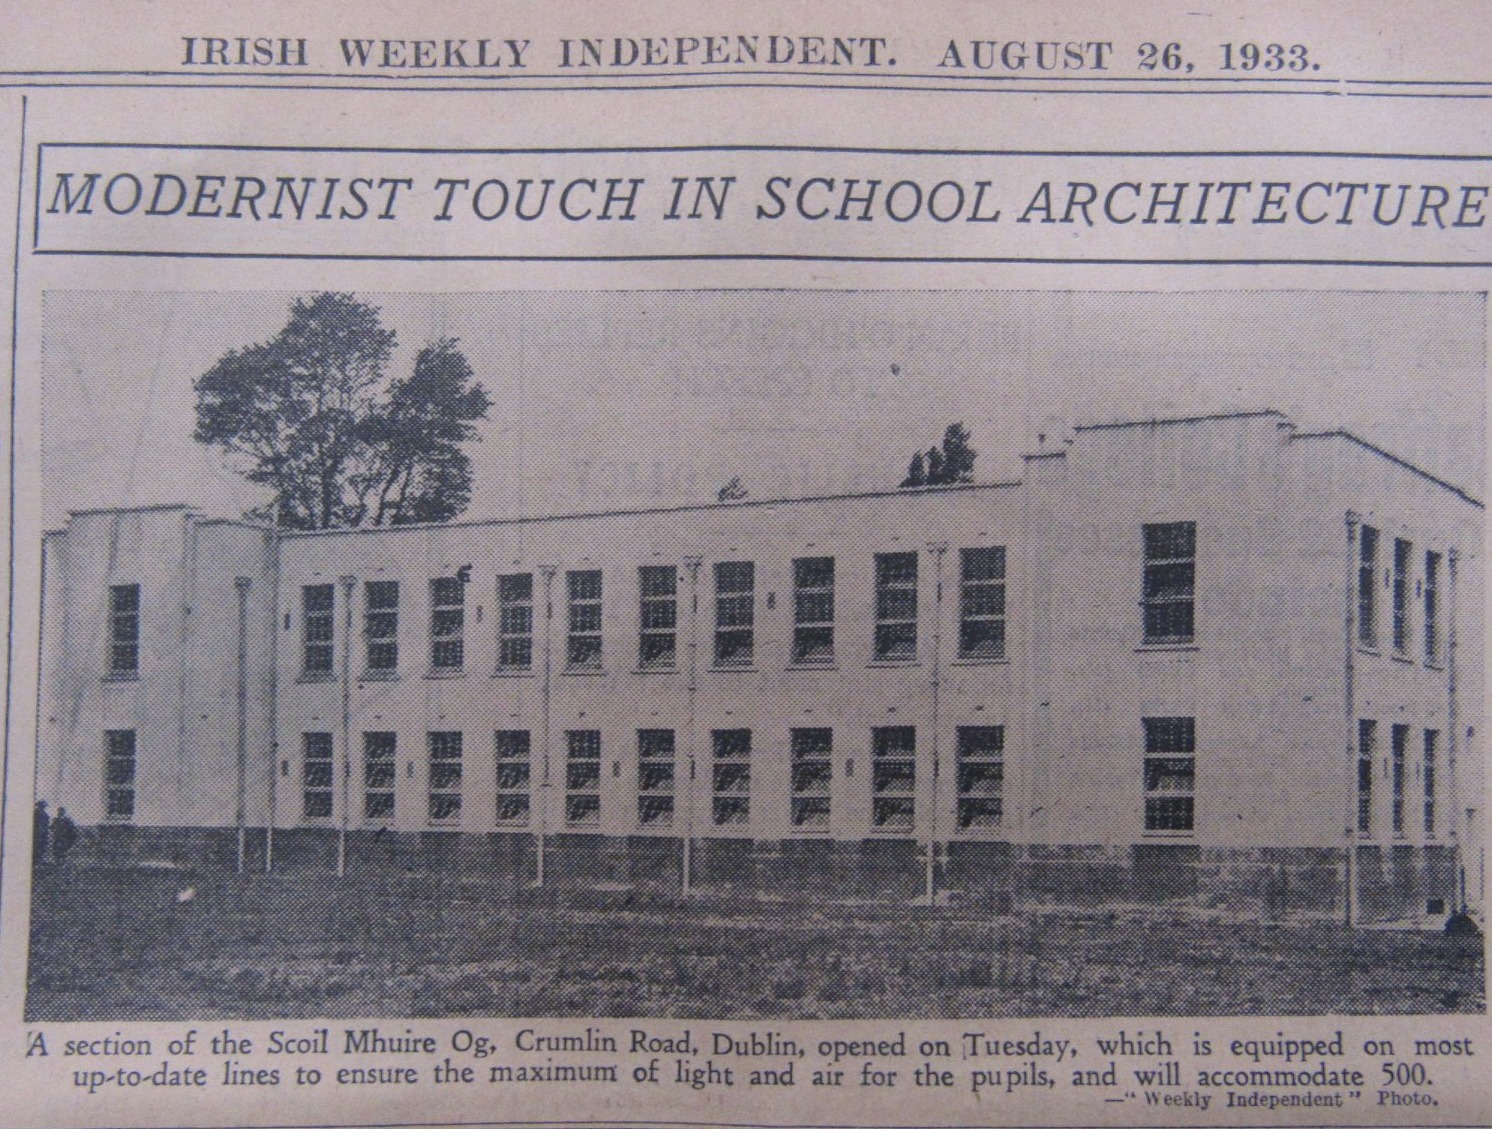 IRISH WEEKLY INDEPENDENT. AUGUST 26, 1933.
MODERNIST TOUCH IN SCHOOL ARCHITECTURE
A section of the Scoil Mhuire Og, Crumlin Road, Dublin, opened on Tuesday, which is equipped on most
up-to-date lines to ensure the maximum of light and air for the pupils, and will accommodate 500.
—"Weekly Independent" Photo.